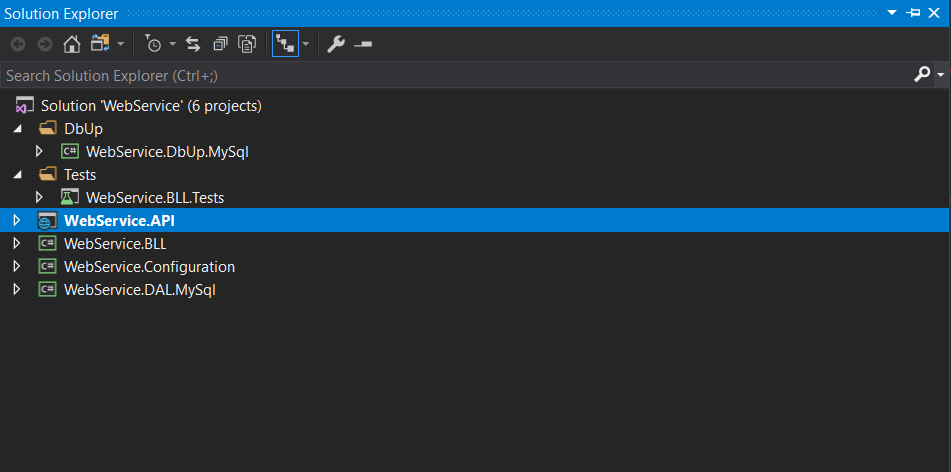 Solution Explorer
Search Solution Explorer (Ctrl+;)
Solution 'WebService' (6 projects)
DbUp
C# WebService.DbUp.MySql
Tests
WebService.BLL.Tests
WebService.API
C# WebService.BLL
C# WebService.Configuration
C# WebService.DAL.MySql